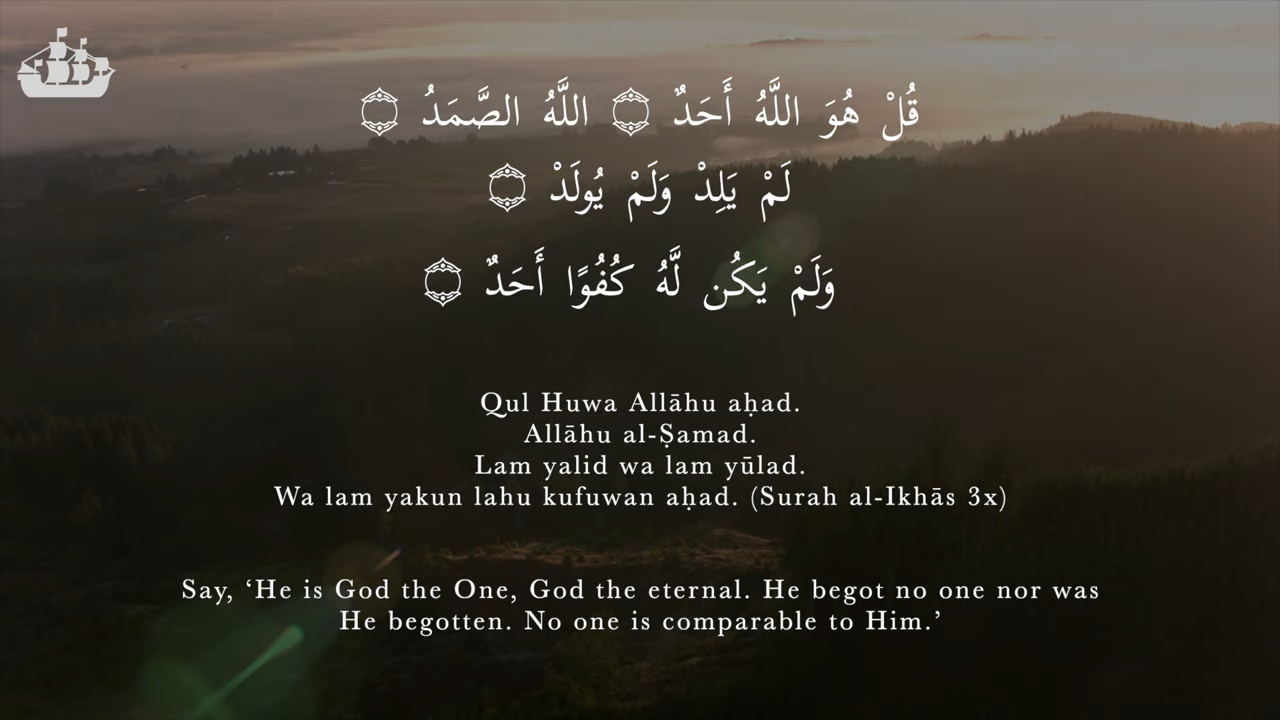 قُلْ هُوَ اللَّهُ أَحَدٌ ۝ اللَّهُ الصَّمَدُ ۝
لَمْ يَلِدْ وَلَمْ يُولَدْ ۝
وَلَمْ يَكُن لَّهُ كُفُوًا أَحَدٌ ۝
Qul Huwa Allāhu aḥad.
Allāhu al-Ṣamad.
Lam yalid wa lam yūlad.
Wa lam yakun lahu kufuwan aḥad. (Surah al-Ikhās 3x)
Say, ‘He is God the One, God the eternal. He begot no one nor was
He begotten. No one is comparable to Him.’